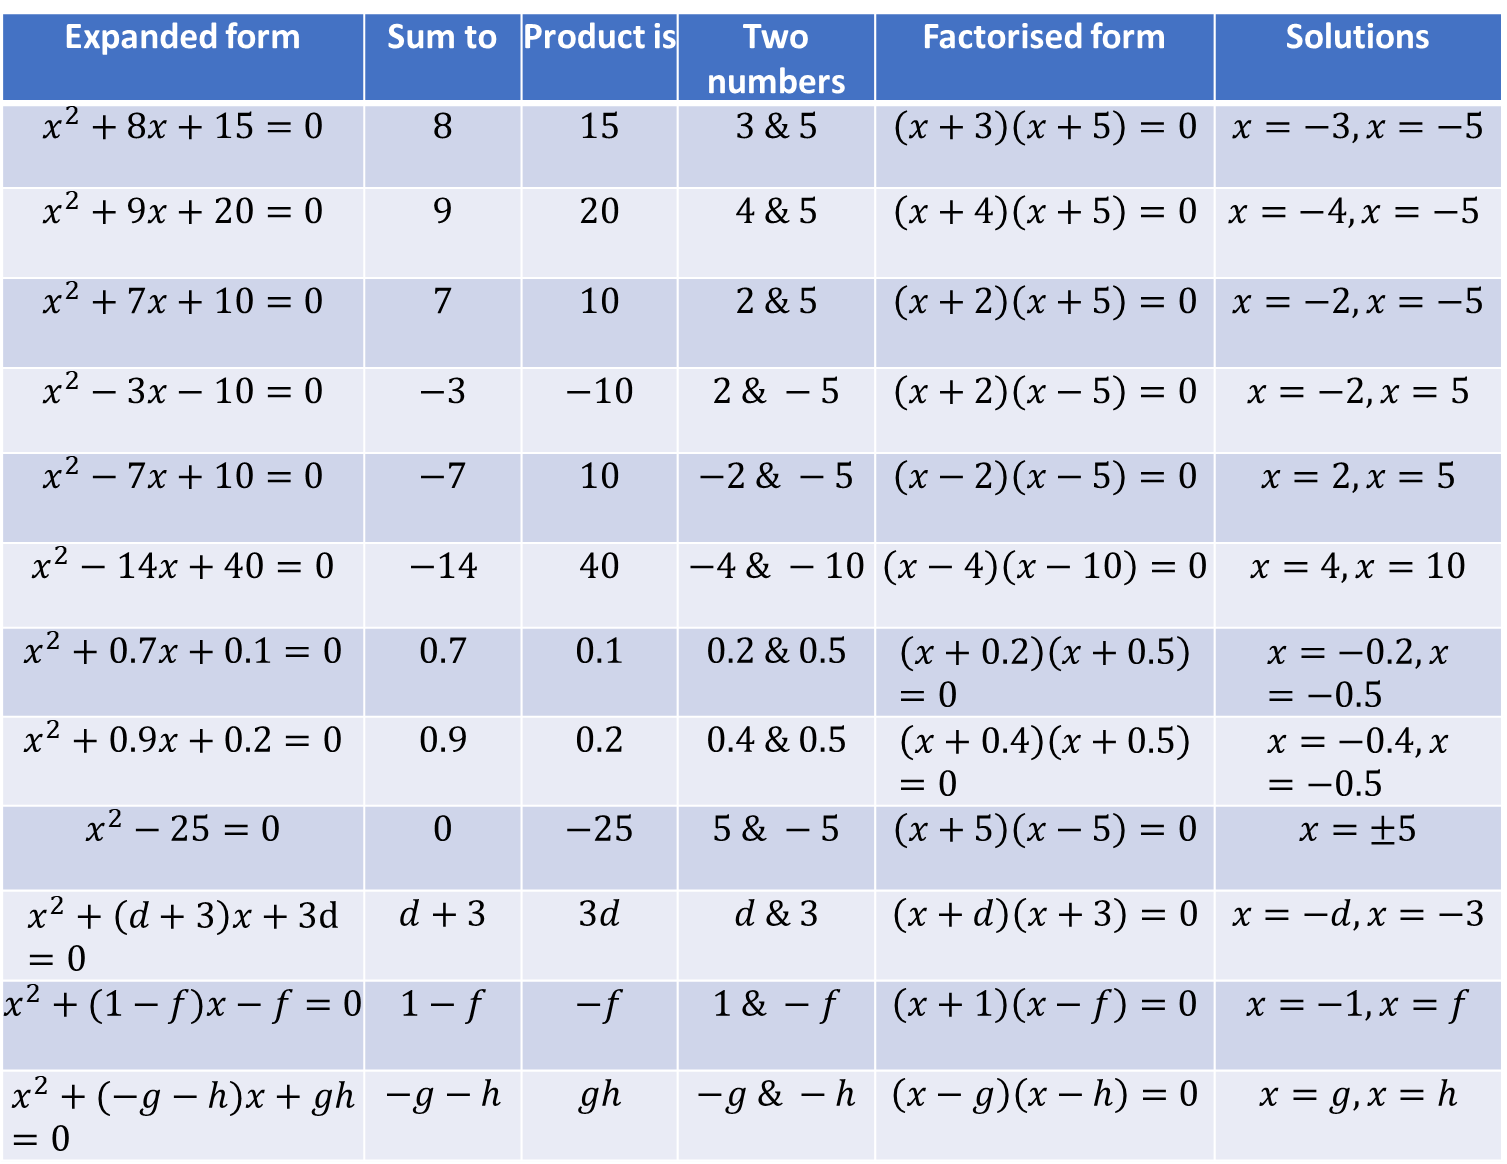 Expanded form Sum to Product is Two numbers Factorised form Solutions
x² + 8x + 15 = 0 8 15 3 & 5 (x + 3)(x + 5) = 0 x = −3, x = −5
x² + 9x + 20 = 0 9 20 4 & 5 (x + 4)(x + 5) = 0 x = −4, x = −5
x² + 7x + 10 = 0 7 10 2 & 5 (x + 2)(x + 5) = 0 x = −2, x = −5
x² − 3x − 10 = 0 −3 −10 2 & − 5 (x + 2)(x − 5) = 0 x = −2, x = 5
x² − 7x + 10 = 0 −7 10 −2 & − 5 (x − 2)(x − 5) = 0 x = 2, x = 5
x² − 14x + 40 = 0 −14 40 −4 & − 10 (x − 4)(x − 10) = 0 x = 4, x = 10
x² + 0.7x + 0.1 = 0 0.7 0.1 0.2 & 0.5 (x + 0.2)(x + 0.5) = 0 x = −0.2, x = −0.5
x² + 0.9x + 0.2 = 0 0.9 0.2 0.4 & 0.5 (x + 0.4)(x + 0.5) = 0 x = −0.4, x = −0.5
x² − 25 = 0 0 −25 5 & − 5 (x + 5)(x − 5) = 0 x = ±5
x² + (d + 3)x + 3d = 0 d + 3 3d d & 3 (x + d)(x + 3) = 0 x = −d, x = −3
x² + (1 − f)x − f = 0 1 − f −f 1 & − f (x + 1)(x − f) = 0 x = −1, x = f
x² + (−g − h)x + gh = 0 −g − h gh −g & − h (x − g)(x − h) = 0 x = g, x = h